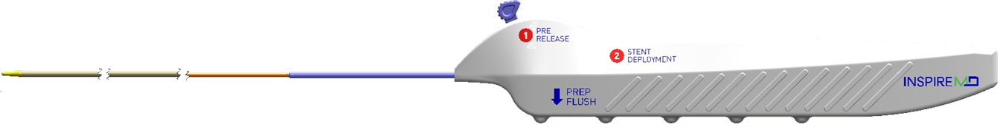 1
PRE
RELEASE
2
STENT
DEPLOYMENT
PREP
FLUSH
INSPIREMD